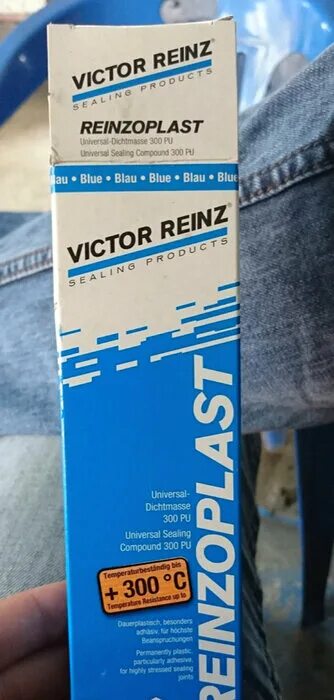 VICTOR REINZ®
SEALING PRODUCTS
REINZOPLAST
Universal-Dichtmasse 300 PU
Universal Sealing Compound 300 PU
lau • Blue • Blau • Blue • Blau • Blue
VICTOR REINZ®
SEALING PRODUCTS
REINZOPLAST
Universal-
Dichtmasse
300 PU
Universal Sealing
Compound 300 PU
Temperaturbeständig bis
+ 300 °C
Temperature Resistance up to
Dauerplastisch, besonders
adhäsiv, für höchste
Beanspruchungen
Permanently plastic,
particularly adhesive,
for highly stressed sealing
joints